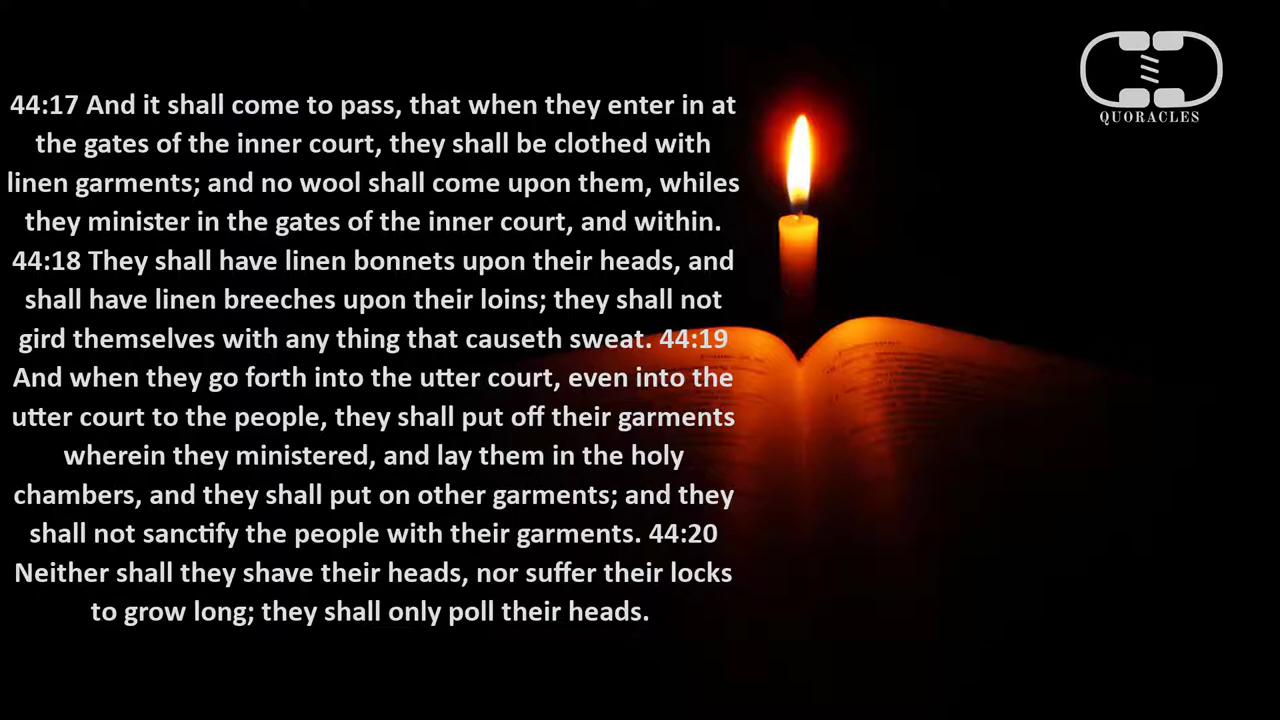 44:17 And it shall come to pass, that when they enter in at
the gates of the inner court, they shall be clothed with
linen garments; and no wool shall come upon them, whiles
they minister in the gates of the inner court, and within.
44:18 They shall have linen bonnets upon their heads, and
shall have linen breeches upon their loins; they shall not
gird themselves with any thing that causeth sweat. 44:19
And when they go forth into the utter court, even into the
utter court to the people, they shall put off their garments
wherein they ministered, and lay them in the holy
chambers, and they shall put on other garments; and they
shall not sanctify the people with their garments. 44:20
Neither shall they shave their heads, nor suffer their locks
to grow long; they shall only poll their heads.
QUORACLES